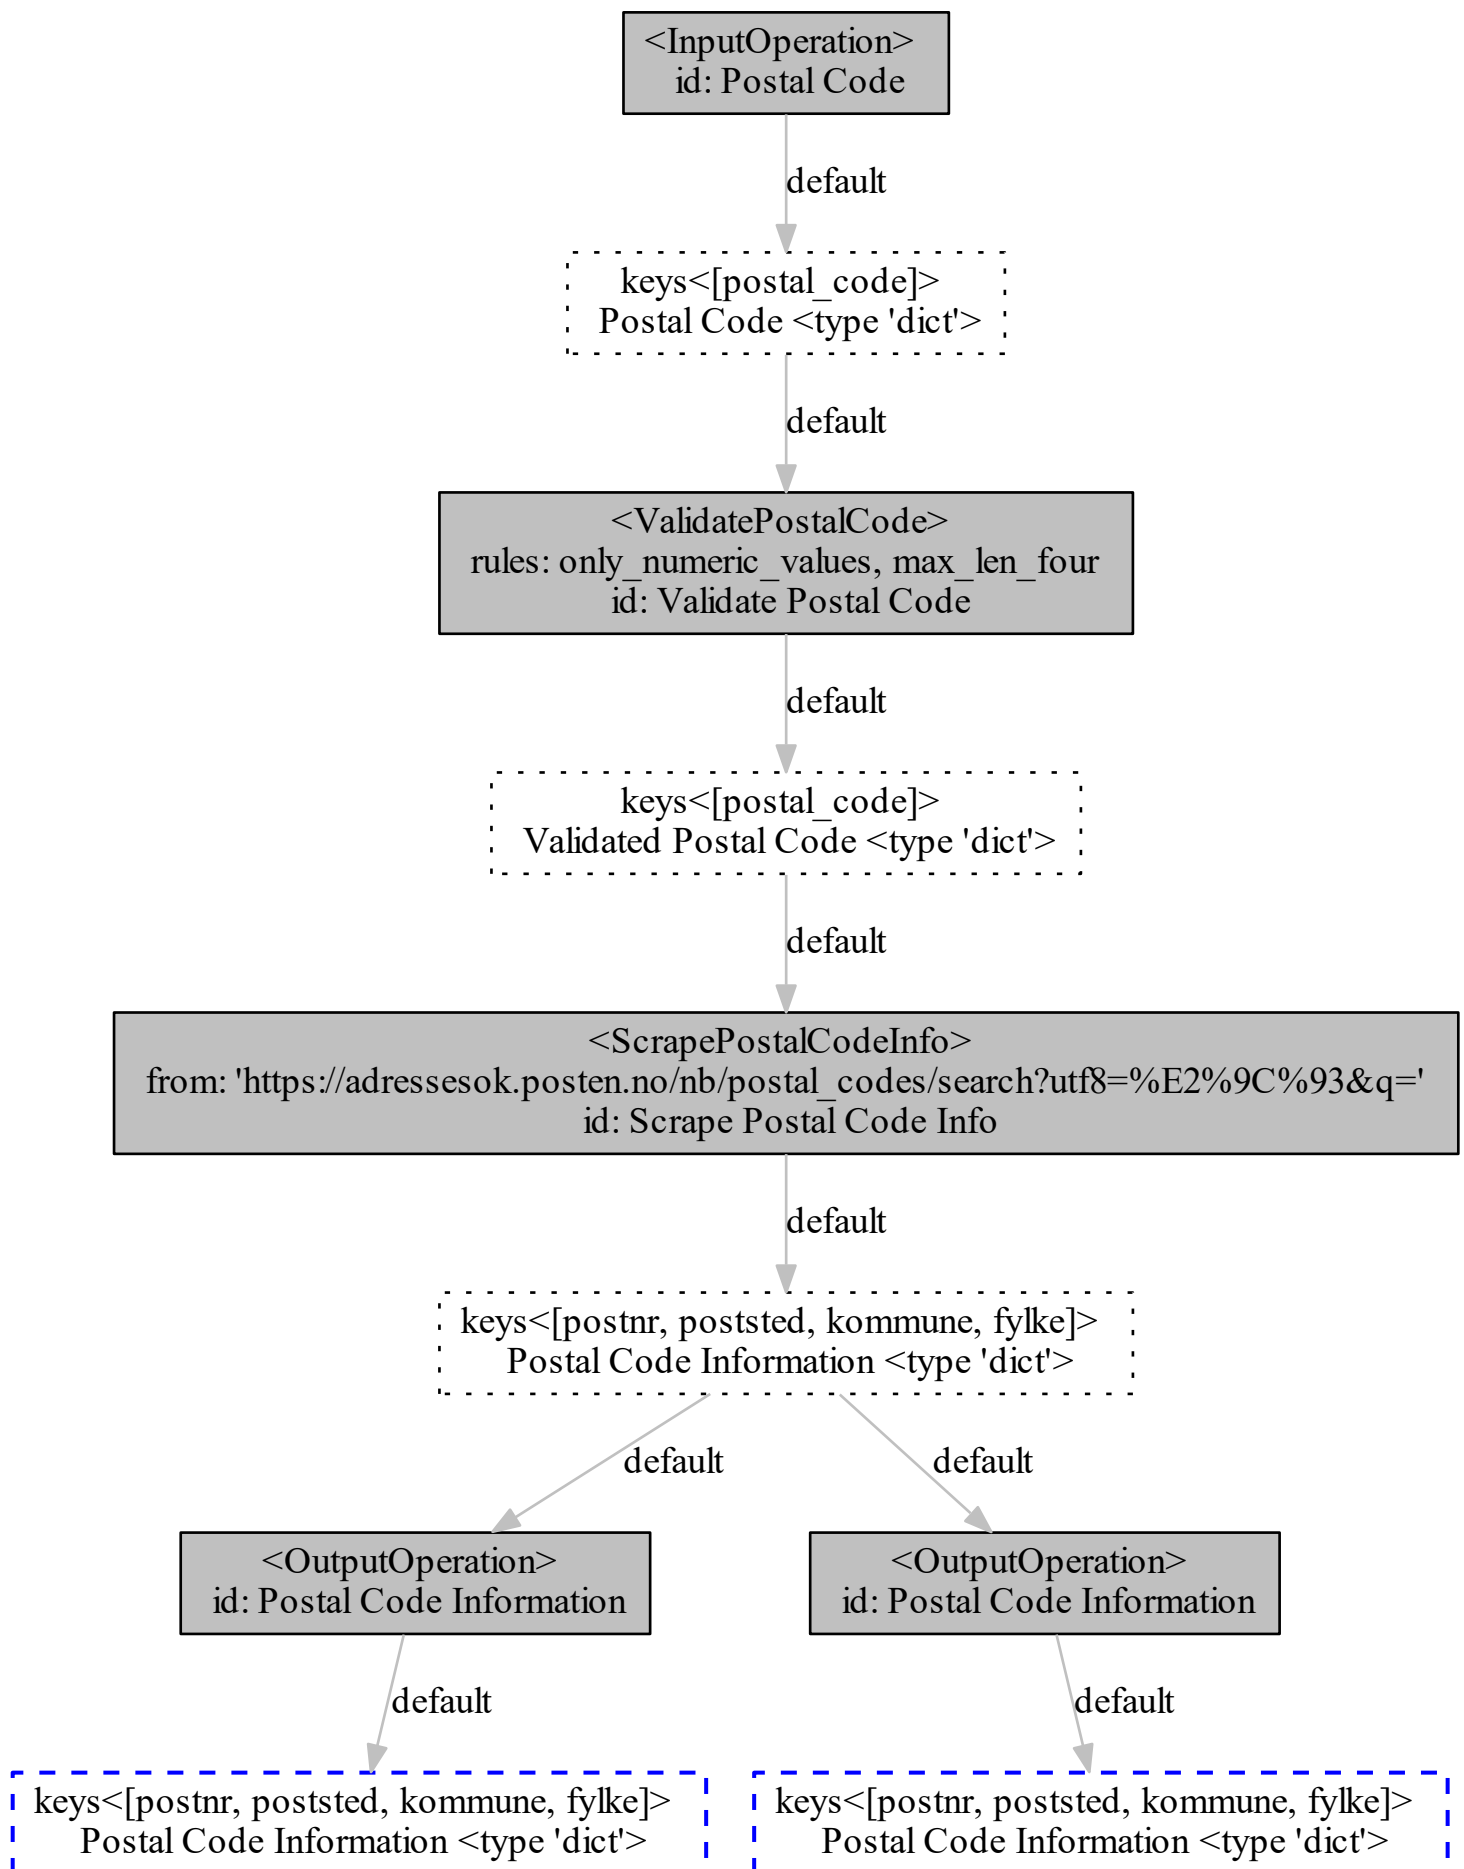 <InputOperation>
id: Postal Code
default
keys<[postal_code]>
Postal Code <type 'dict'>
default
<ValidatePostalCode>
rules: only_numeric_values, max_len_four
id: Validate Postal Code
default
keys<[postal_code]>
Validated Postal Code <type 'dict'>
default
<ScrapePostalCodeInfo>
from: 'https://adressesok.posten.no/nb/postal_codes/search?utf8=%E2%9C%93&q='
id: Scrape Postal Code Info
default
keys<[postnr, poststed, kommune, fylke]>
Postal Code Information <type 'dict'>
default
default
<OutputOperation>
id: Postal Code Information
<OutputOperation>
id: Postal Code Information
default
default
keys<[postnr, poststed, kommune, fylke]>
Postal Code Information <type 'dict'>
keys<[postnr, poststed, kommune, fylke]>
Postal Code Information <type 'dict'>